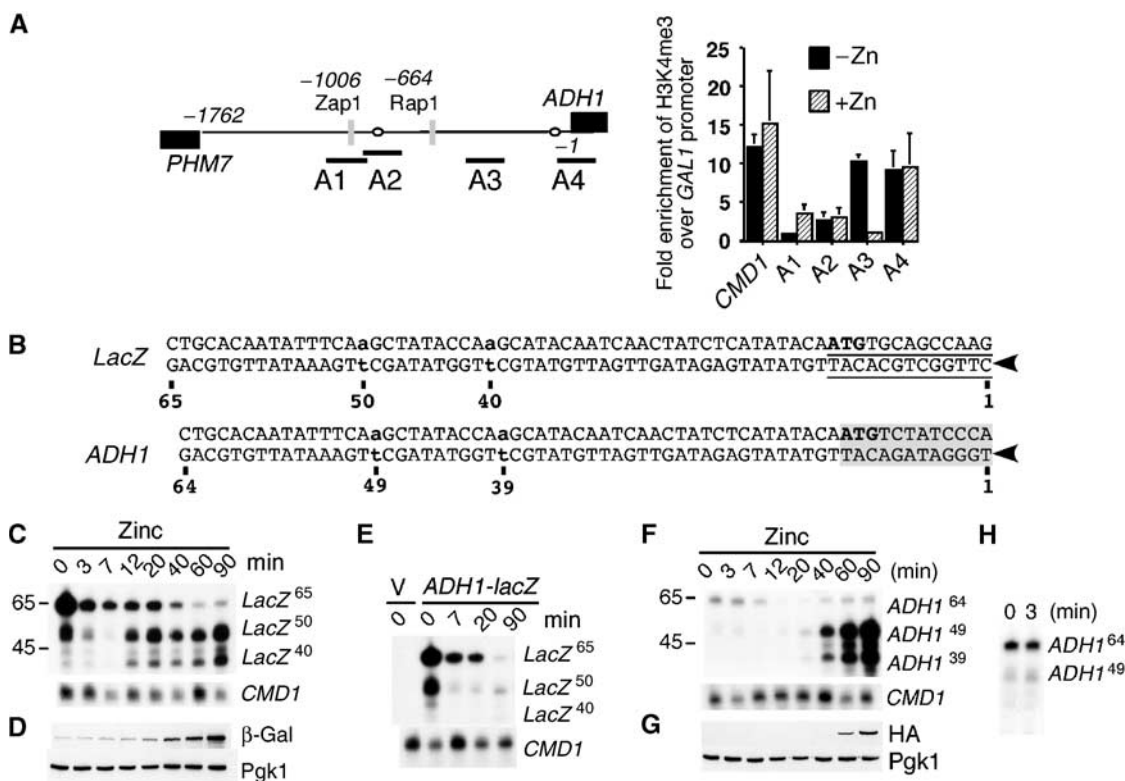 A
−1006
Zap1
−664
Rap1
ADH1
−1762
PHM7
−1
A1
A2
A3
A4
Fold enrichment of H3K4me3
over GAL1 promoter
25
20
15
10
5
0
−Zn
+Zn
CMD1
A1
A2
A3
A4
B
LacZ
CTGCACAATATTTCAaGCTATACCAaGCATACAATCAACTATCTCATATACAATGTGCAGCCAAG
GACGTGTTATAAAGTtCGATATGGTtCGTATGTTAGTTGATAGAGTATATGTTACACGTCGGTTC
65
50
40
1
ADH1
CTGCACAATATTTCAaGCTATACCAaGCATACAATCAACTATCTCATATACAATGTCTATCCCA
GACGTGTTATAAAGTtCGATATGGTtCGTATGTTAGTTGATAGAGTATATGTTACAGATAGGGT
64
49
39
1
C
Zinc
0 3 7 12 20 40 60 90 min
65
LacZ 65
LacZ 50
45
LacZ 40
CMD1
D
β-Gal
Pgk1
E
V ADH1-lacZ
0 0 7 20 90 min
LacZ 65
LacZ 50
LacZ 40
CMD1
F
Zinc
0 3 7 12 20 40 60 90 (min)
65
ADH1 64
ADH1 49
45
ADH1 39
CMD1
G
HA
Pgk1
H
0 3 (min)
ADH1 64
ADH1 49